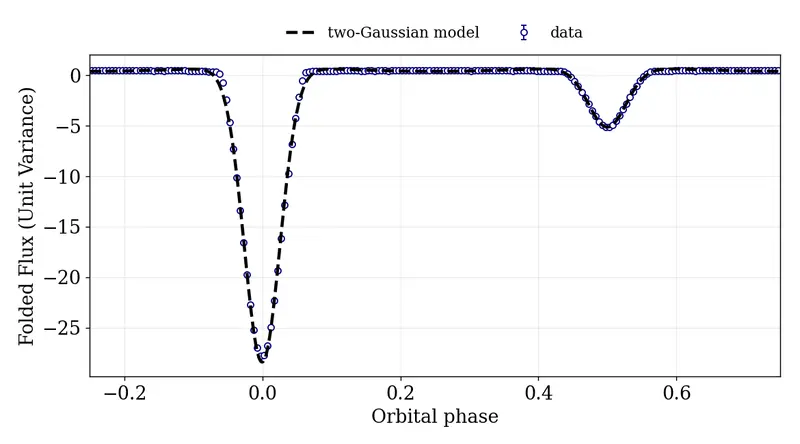 two-Gaussian model
data
Folded Flux (Unit Variance)
0
−5
−10
−15
−20
−25
−0.2
0.0
0.2
0.4
0.6
Orbital phase